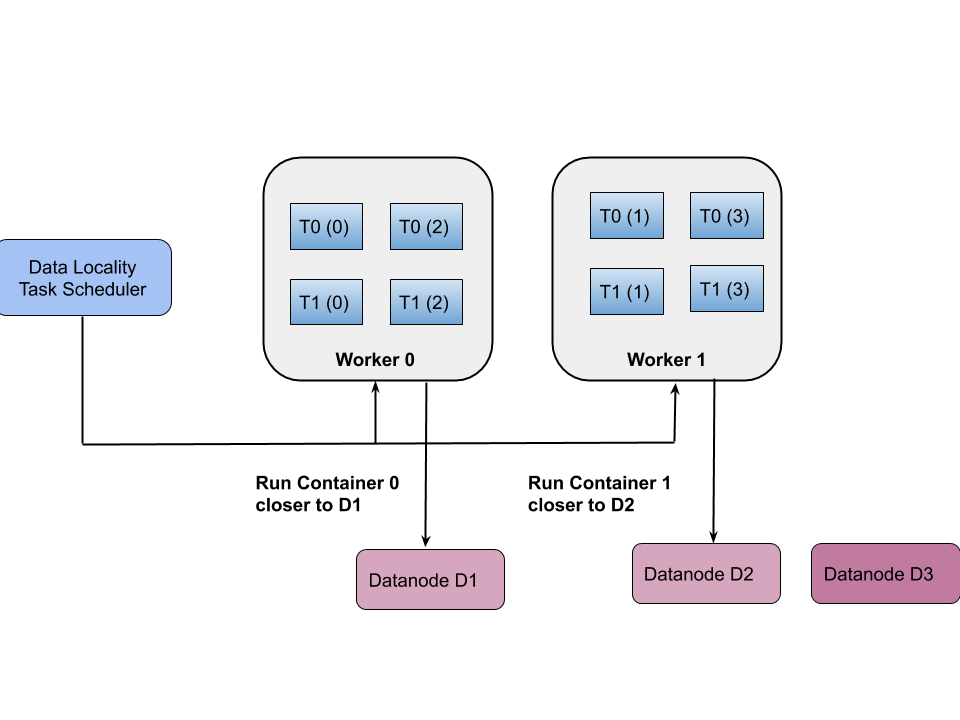 Data Locality
Task Scheduler
T0 (0)
T0 (2)
T1 (0)
T1 (2)
Worker 0
T0 (1)
T0 (3)
T1 (1)
T1 (3)
Worker 1
Run Container 0
closer to D1
Run Container 1
closer to D2
Datanode D1
Datanode D2
Datanode D3